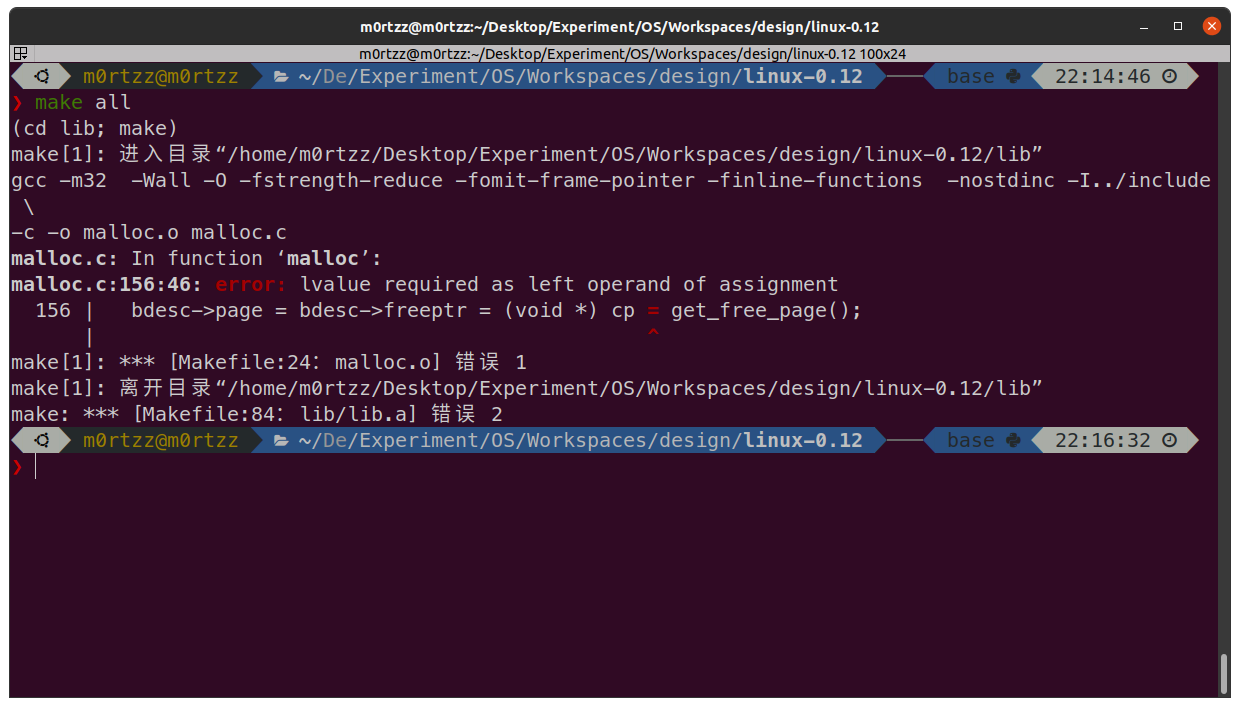 m0rtzz@m0rtzz:~/Desktop/Experiment/OS/Workspaces/design/linux-0.12
m0rtzz@m0rtzz:~/Desktop/Experiment/OS/Workspaces/design/linux-0.12 100x24
m0rtzz@m0rtzz ~/De/Experiment/OS/Workspaces/design/linux-0.12 base 22:14:46
❯ make all
(cd lib; make)
make[1]: 进入目录“/home/m0rtzz/Desktop/Experiment/OS/Workspaces/design/linux-0.12/lib”
gcc -m32  -Wall -O -fstrength-reduce -fomit-frame-pointer -finline-functions  -nostdinc -I../include
 \
-c -o malloc.o malloc.c
malloc.c: In function ‘malloc’:
malloc.c:156:46: error: lvalue required as left operand of assignment
  156 |   bdesc->page = bdesc->freeptr = (void *) cp = get_free_page();
      |                                              ^
make[1]: *** [Makefile:24：malloc.o] 错误 1
make[1]: 离开目录“/home/m0rtzz/Desktop/Experiment/OS/Workspaces/design/linux-0.12/lib”
make: *** [Makefile:84：lib/lib.a] 错误 2
m0rtzz@m0rtzz ~/De/Experiment/OS/Workspaces/design/linux-0.12 base 22:16:32
❯